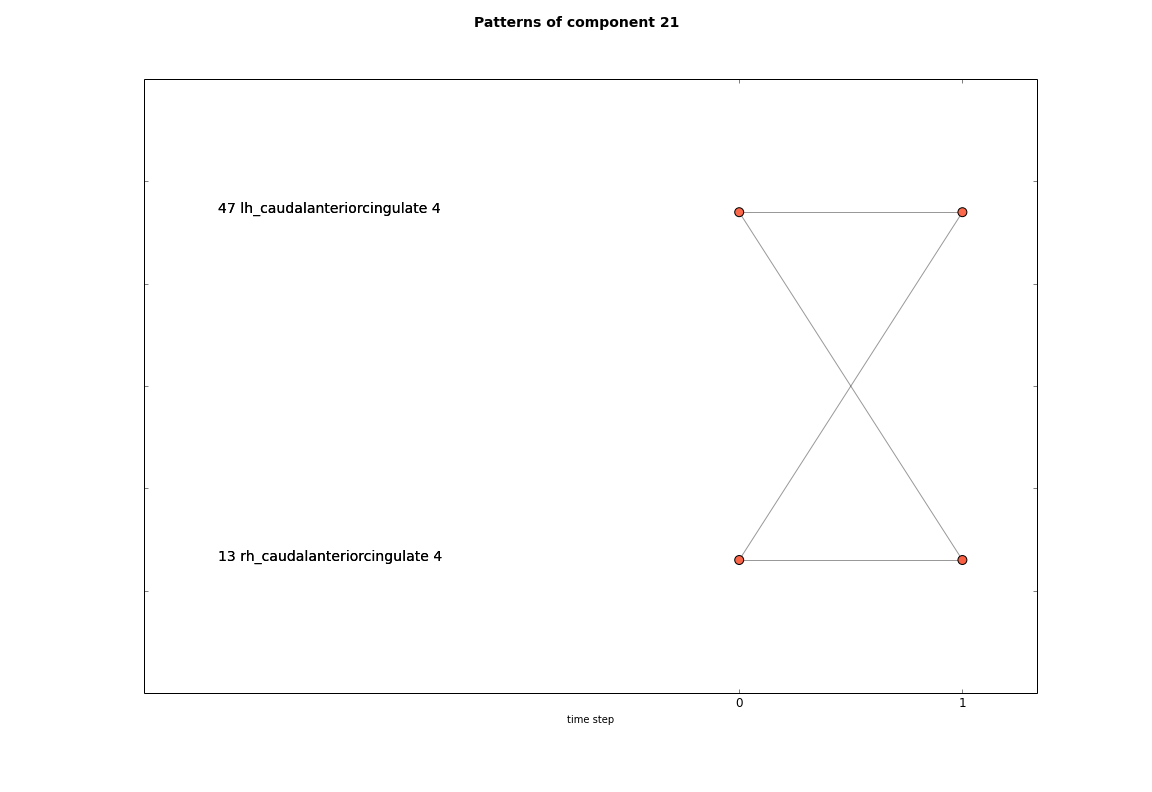 Patterns of component 21
47 lh_caudalanteriorcingulate 4
13 rh_caudalanteriorcingulate 4
0 1
time step